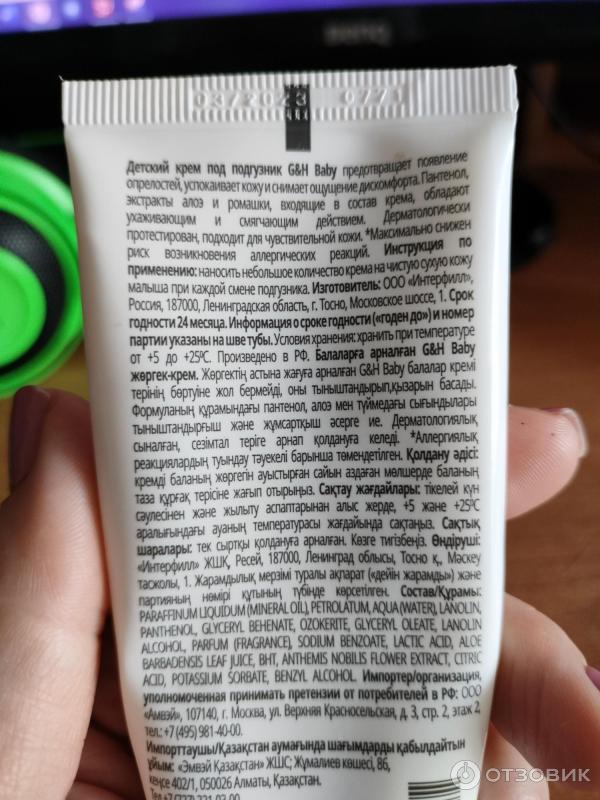 BenQ
03/2023 0771
Детский крем под подгузник G&H Baby предотвращает появление
опрелостей, успокаивает кожу и снимает ощущение дискомфорта. Пантенол,
экстракты алоэ и ромашки, входящие в состав крема, обладают
ухаживающим и смягчающим действием. Дерматологически
протестирован, подходит для чувствительной кожи. *Максимально снижен
риск возникновения аллергических реакций. Инструкция по
применению: наносить небольшое количество крема на чистую сухую кожу
малыша при каждой смене подгузника. Изготовитель: ООО «Интерфилл»,
Россия, 187000, Ленинградская область, г. Тосно, Московское шоссе, 1. Срок
годности 24 месяца. Информация о сроке годности («годен до») и номер
партии указаны на шве тубы. Условия хранения: хранить при температуре
от +5 до +25ºС. Произведено в РФ. Балаларға арналған G&H Baby
жөргек-крем. Жөргектің астына жағуға арналған G&H Baby балалар кремі
терінің бөртуіне жол бермейді, оны тыныштандырып,қызарын басады.
Формуланың құрамындағы пантенол, алоэ мен түймедағы сығындылары
тыныштандырғыш және жұмсартқыш әсерге ие. Дерматологиялық
сыналған, сезімтал теріге арнап қолдануға келеді. *Аллергиялық
реакциялардың туындау тәуекелі барынша төмендетілген. Қолдану әдісі:
кремді баланың жөргегін ауыстырған сайын аздаған мөлшерде баланың
таза құрғақ терісіне жағып отырыңыз. Сақтау жағдайлары: тікелей күн
сәулесінен және жылыту аспаптарынан алыс жерде, +5 және +25ºС
аралығындағы ауаның температурасы жағдайында сақтаңыз. Сақтық
шаралары: тек сыртқы қолдануға арналған. Көзге тигізбеңіз. Өндіруші:
«Интерфилл» ЖШҚ, Ресей, 187000, Ленинград облысы, Тосно қ., Мәскеу
тасжолы, 1. Жарамдылық мерзімі туралы ақпарат («дейін жарамды») және
партияның нөмірі құтының түбінде көрсетілген. Состав/Құрамы:
PARAFFINUM LIQUIDUM (MINERAL OIL), PETROLATUM, AQUA (WATER), LANOLIN,
PANTHENOL, GLYCERYL BEHENATE, OZOKERITE, GLYCERYL OLEATE, LANOLIN
ALCOHOL, PARFUM (FRAGRANCE), SODIUM BENZOATE, LACTIC ACID, ALOE
BARBADENSIS LEAF JUICE, BHT, ANTHEMIS NOBILIS FLOWER EXTRACT, CITRIC
ACID, POTASSIUM SORBATE, BENZYL ALCOHOL. Импортер/организация,
уполномоченная принимать претензии от потребителей в РФ: ООО
«Амвэй», 107140, г. Москва, ул. Верхняя Красносельская, д. 3, стр. 2, этаж 2,
тел.: +7 (495) 981-40-00.
Импорттаушы/Қазақстан аумағында шағымдарды қабылдайтын
ұйым: «Эмвэй Қазақстан» ЖШС; Жұмалиев көшесі, 86,
кеңсе 402/1, 050026 Алматы, Қазақстан.
Тел.+7 (727) 331-03-00
ОТЗОВИК